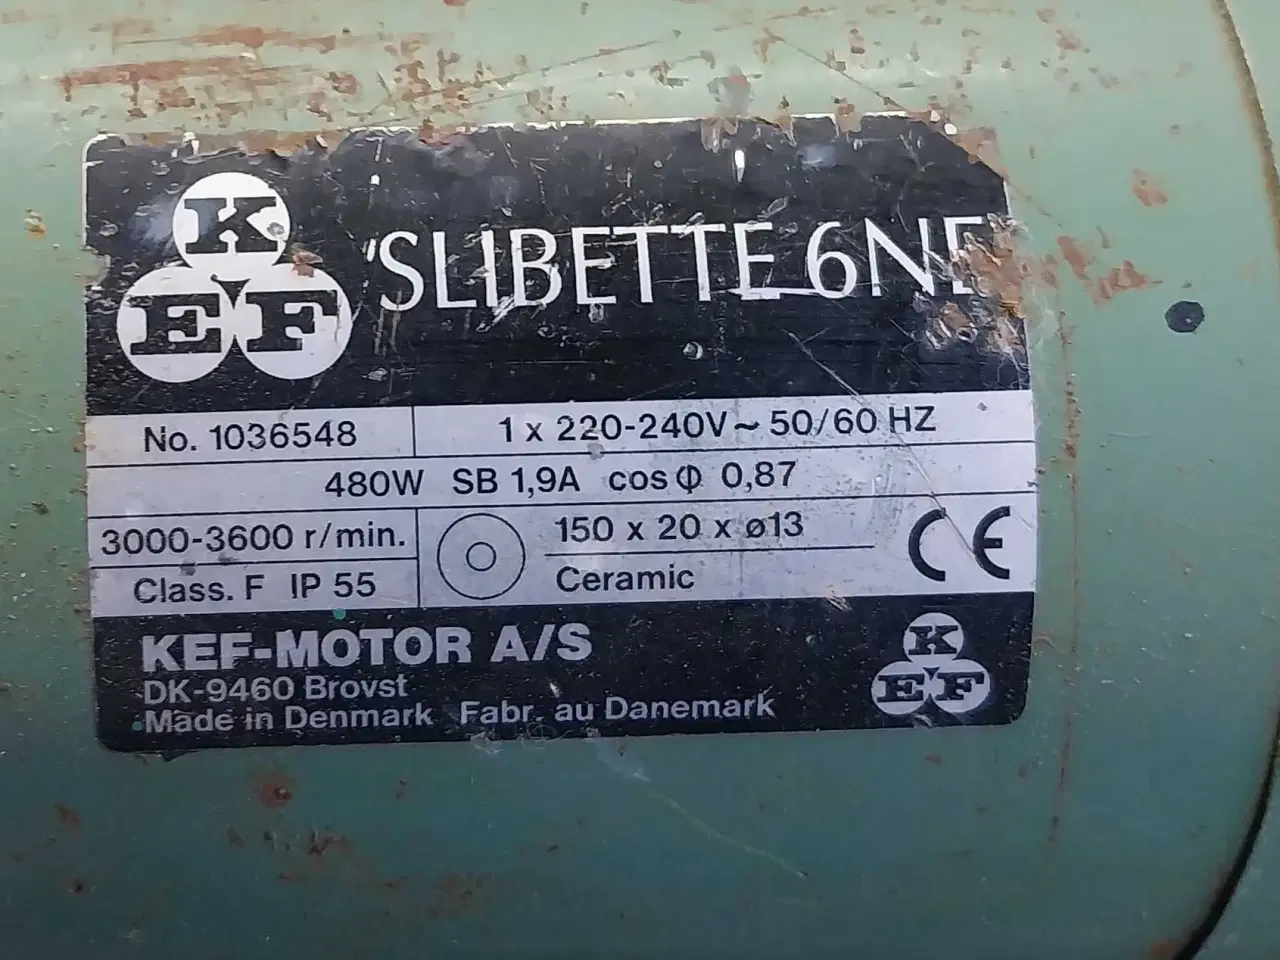 K
EF
SLIBETTE 6NE
No. 1036548
1 x 220-240V ~ 50/60 HZ
480W SB 1,9A cos Φ 0,87
3000-3600 r/min.
150 x 20 x ø13
Class. F IP 55
Ceramic
CE
KEF-MOTOR A/S
DK-9460 Brovst
Made in Denmark Fabr. au Danemark
K
EF